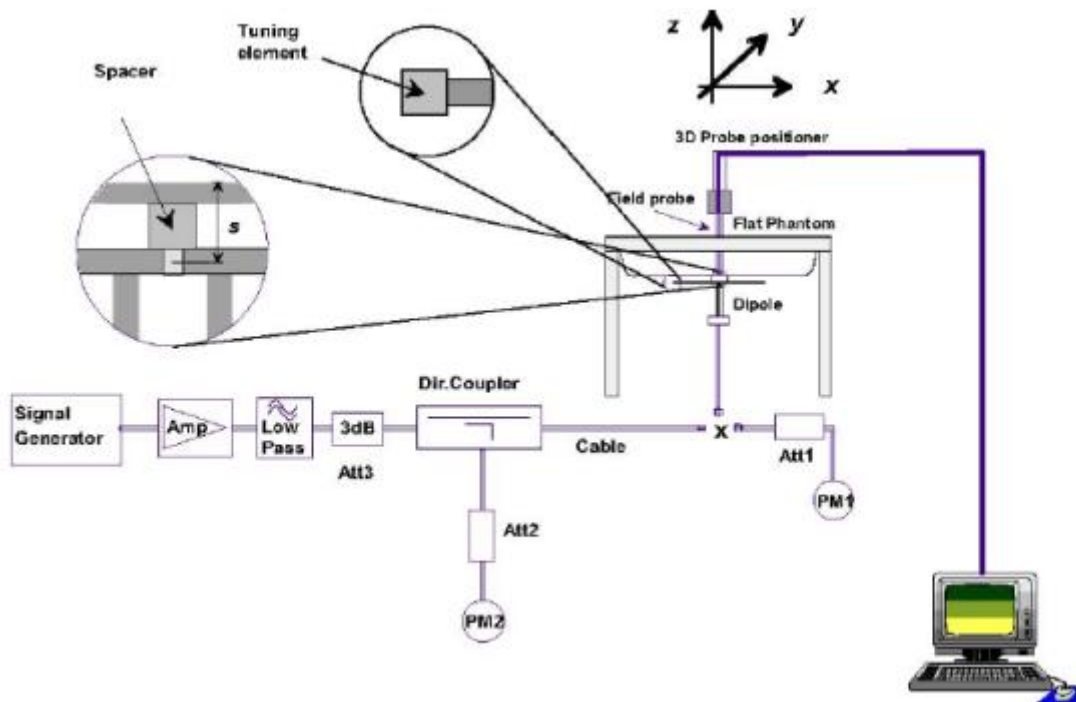 Tuning
element
Spacer
z
y
x
3D Probe positioner
Field probe
s
Flat Phantom
Dipole
Dir.Coupler
Signal
Generator
Amp
Low
Pass
3dB
Att3
Cable
x
Att1
PM1
Att2
PM2